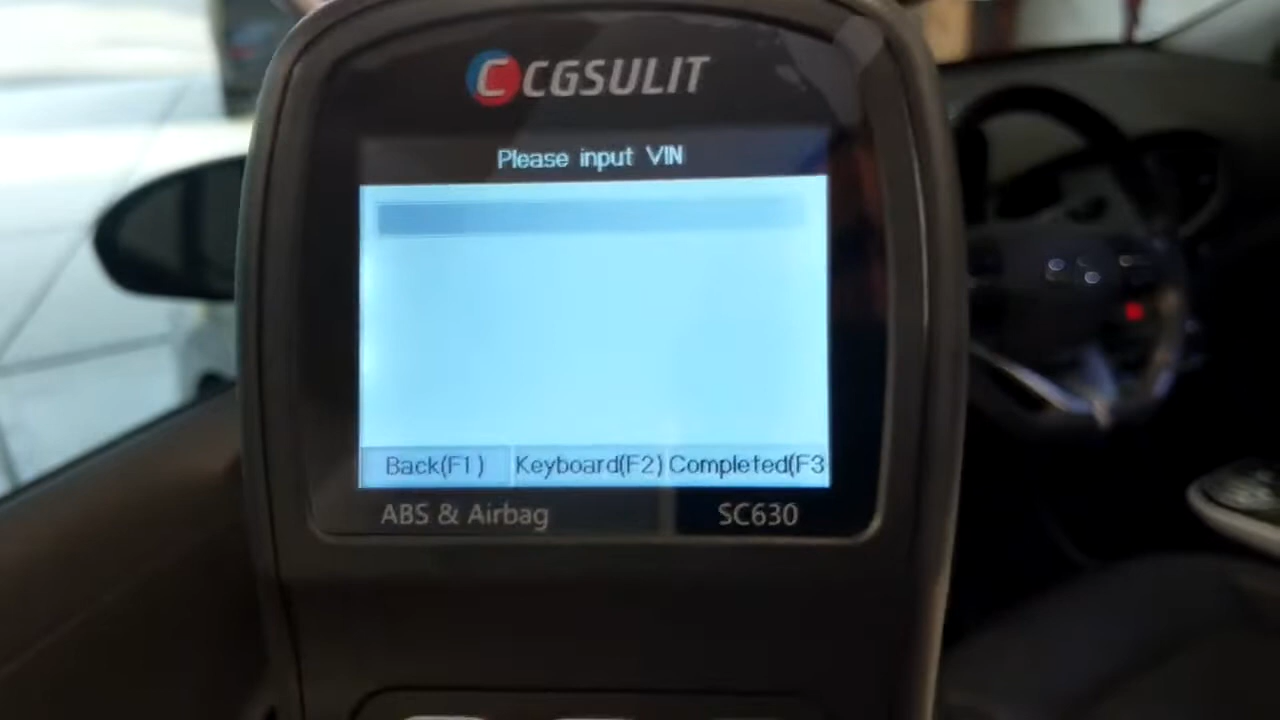 C CGSULIT
Please input VIN
Back(F1) Keyboard(F2) Completed(F3
ABS & Airbag SC630